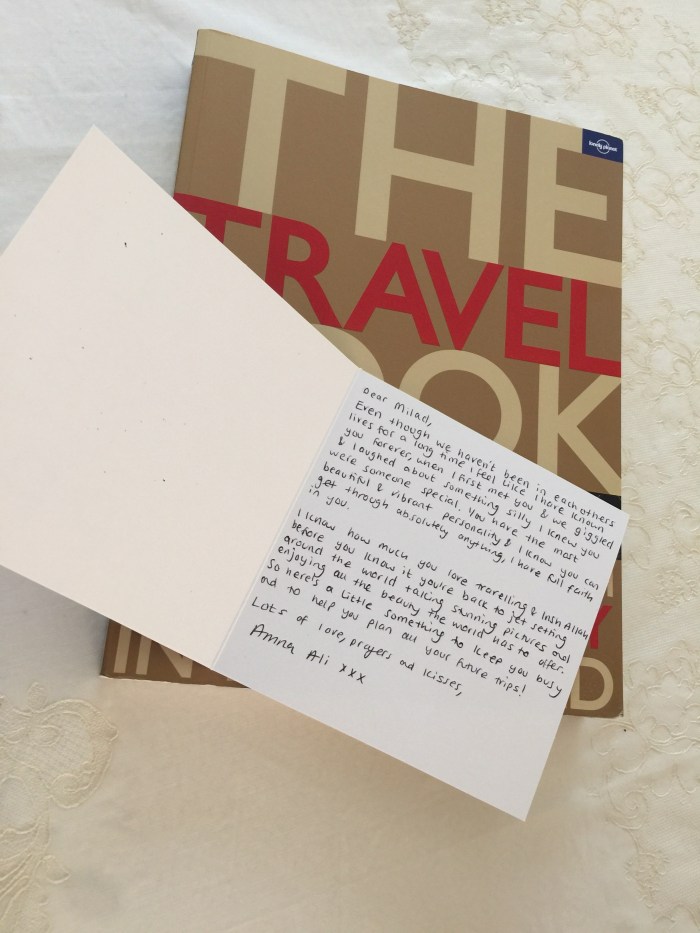 THE
lonely planet
TRAVEL
OOK
Dear Milad,
Even though we haven't been in each others
lives for a long time I feel like I have known
you forever, when I first met you & we giggled
& laughed about something silly I knew you
were someone special. You have the most
beautiful & vibrant personality & I know you can
get through absolutely anything, I have full faith
in you.
I know how much you love travelling & Insh Allah
before you know it you're back to jet setting
around the world taking stunning pictures and
enjoying all the beauty the world has to offer.
So here's a little something to keep you busy
and to help you plan all your future trips!
Lots of love, prayers and kisses,
Amna Ali xxx
Y
IN
D